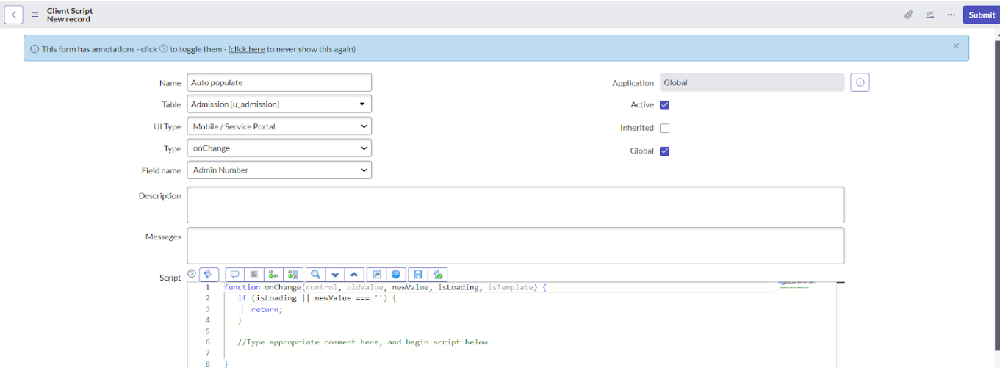 Client Script
New record
Submit
This form has annotations - click ? to toggle them - (click here to never show this again)
Name Auto populate
Application Global
Table Admission [u_admission]
Active
UI Type Mobile / Service Portal
Inherited
Type onChange
Global
Field name Admin Number
Description
Messages
Script
1 function onChange(control, oldValue, newValue, isLoading, isTemplate) {
2 if (isLoading || newValue === '') {
3 return;
4 }
5
6 //Type appropriate comment here, and begin script below
7
8 }